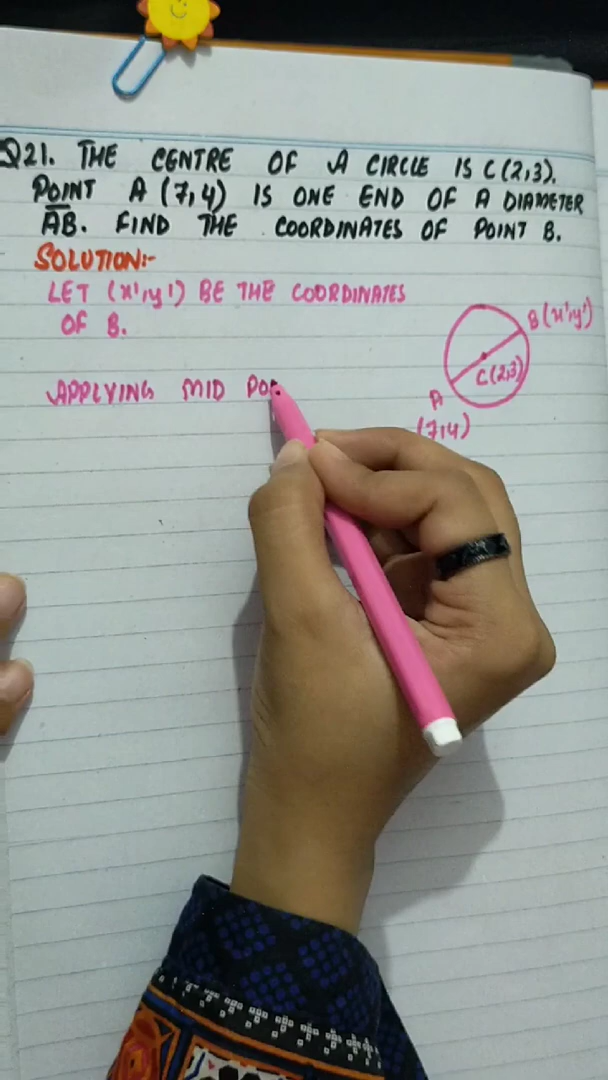 Q21. THE CENTRE OF A CIRCLE IS C(2,3).
POINT A (7,4) IS ONE END OF A DIAMETER
AB. FIND THE COORDINATES OF POINT B.
SOLUTION:-
LET (x',y') BE THE COORDINATES
OF B.
B(x',y')
C(2,3)
A
(7,4)
APPLYING MID PO